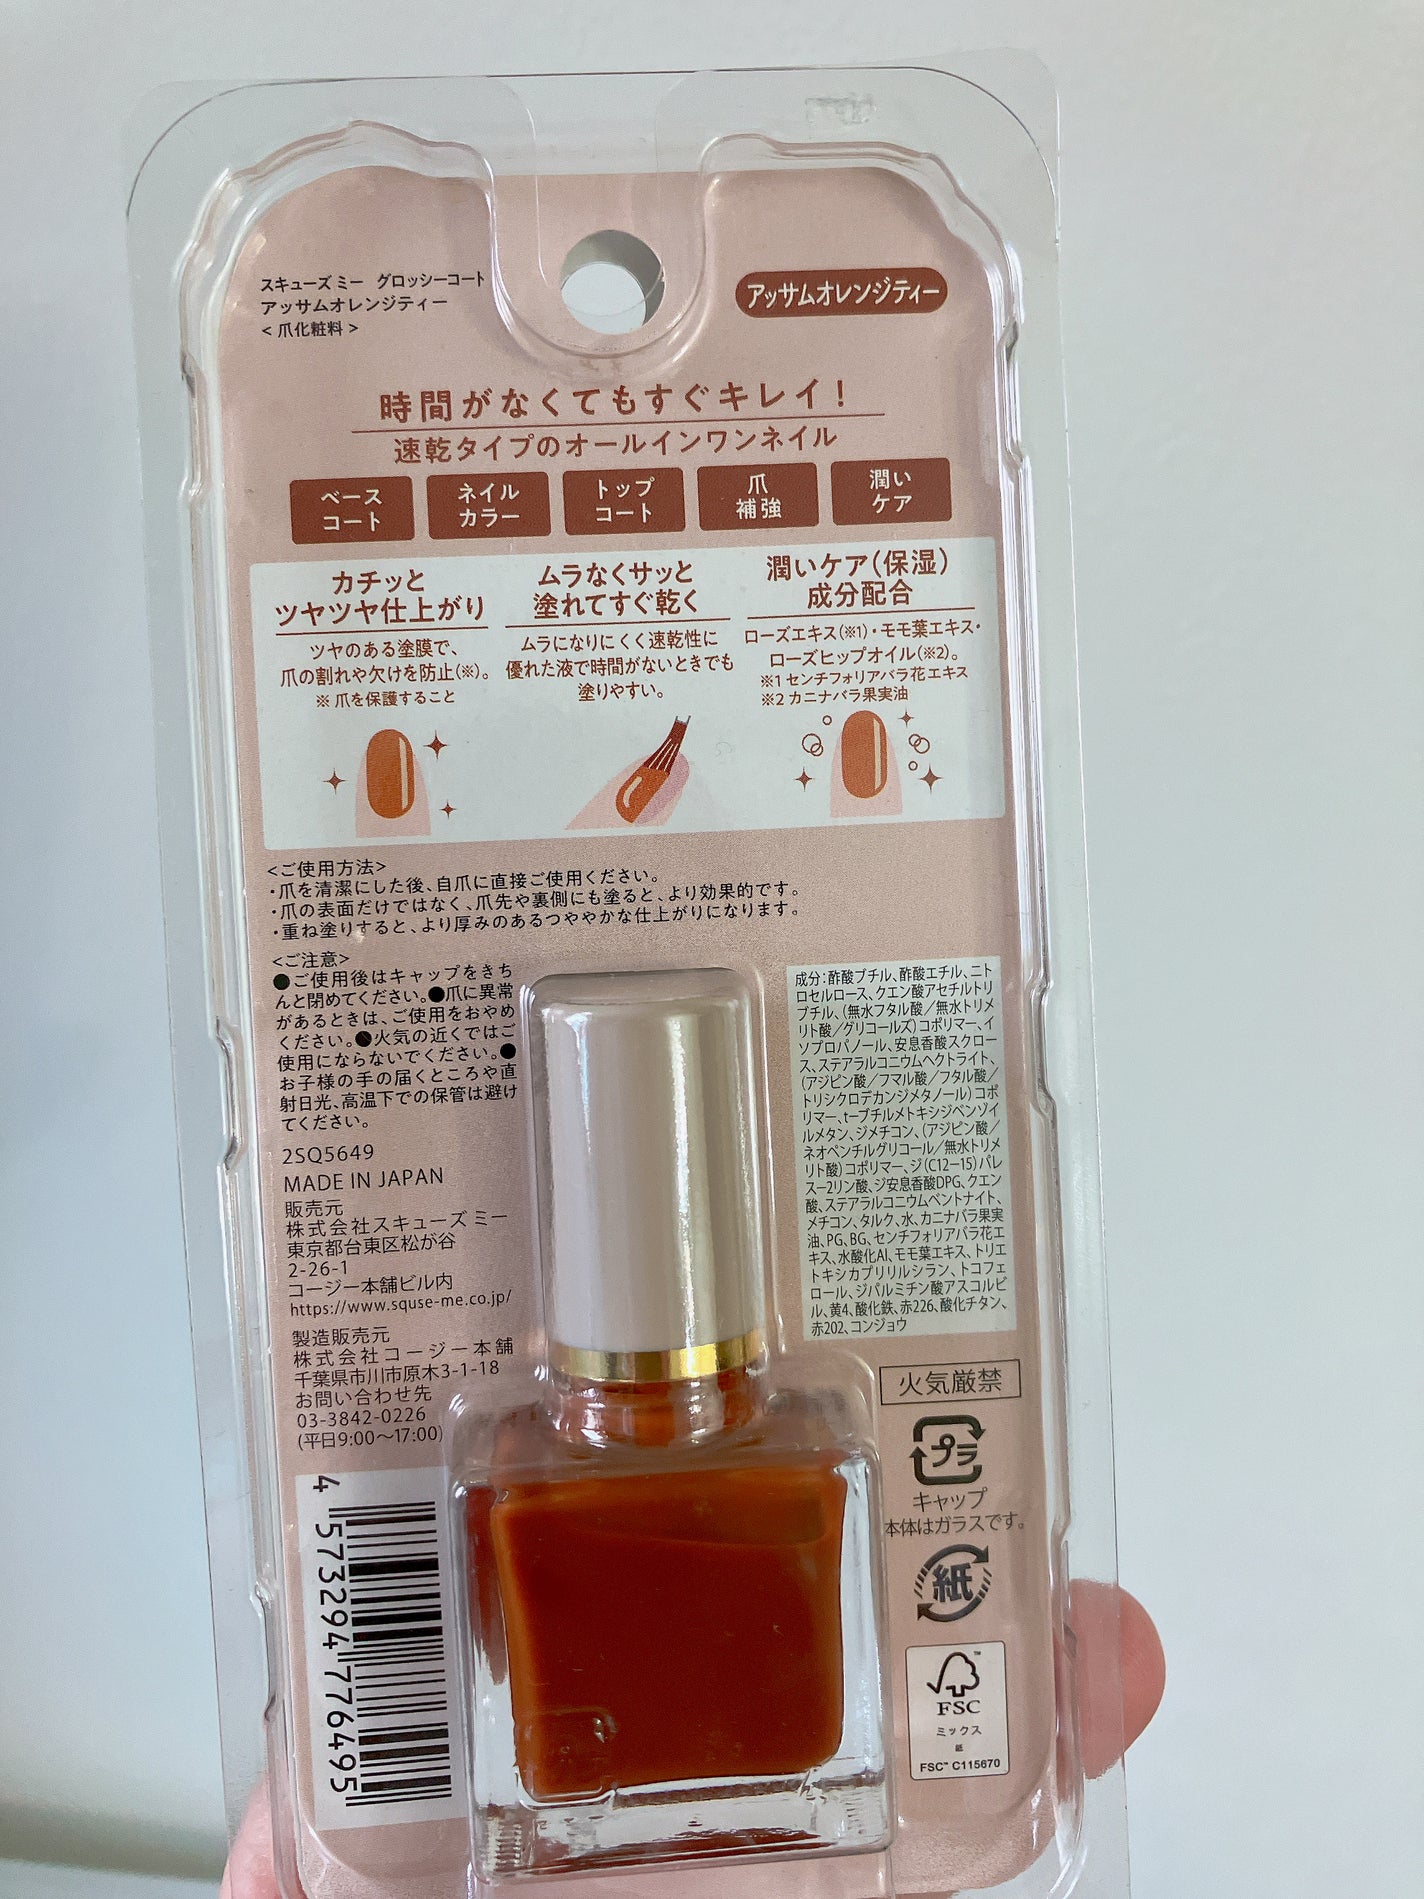 スキューズ ミー　グロッシーコート
アッサムオレンジティー
＜爪化粧料＞
アッサムオレンジティー
時間がなくてもすぐキレイ！
速乾タイプのオールインワンネイル
ベース
コート
ネイル
カラー
トップ
コート
爪
補強
潤い
ケア
カチッと
ツヤツヤ仕上がり
ツヤのある塗膜で、
爪の割れや欠けを防止(※)。
※ 爪を保護すること
ムラなくサッと
塗れてすぐ乾く
ムラになりにくく速乾性に
優れた液で時間がないときでも
塗りやすい。
潤いケア(保湿)
成分配合
ローズエキス(※1)・モモ葉エキス・
ローズヒップオイル(※2)。
※1 センチフォリアバラ花エキス
※2 カニナバラ果実油
<ご使用方法>
・爪を清潔にした後、自爪に直接ご使用ください。
・爪の表面だけではなく、爪先や裏側にも塗ると、より効果的です。
・重ね塗りすると、より厚みのあるつややかな仕上がりになります。
<ご注意>
●ご使用後はキャップをきち
んと閉めてください。●爪に異常
があるときは、ご使用をおやめ
ください。●火気の近くではご
使用にならないでください。●
お子様の手の届くところや直
射日光、高温下での保管は避け
てください。
2SQ5649
MADE IN JAPAN
販売元
株式会社スキューズ ミー
東京都台東区松が谷
2-26-1
コージー本舗ビル内
https://www.squse-me.co.jp/
製造販売元
株式会社コージー本舗
千葉県市川市原木3-1-18
お問い合わせ先
03-3842-0226
(平日9:00～17:00)
4 573294 776495
成分：酢酸ブチル、酢酸エチル、ニト
ロセルロース、クエン酸アセチルトリ
ブチル、(無水フタル酸／無水トリメ
リト酸／グリコールズ)コポリマー、イ
ソプロパノール、安息香酸スクロー
ス、ステアラルコニウムヘクトライト、
(アジピン酸／フマル酸／フタル酸／
トリシクロデカンジメタノール)コポ
リマー、t-ブチルメトキシジベンゾイ
ルメタン、ジメチコン、(アジピン酸／
ネオペンチルグリコール／無水トリメ
リト酸)コポリマー、ジ(C12-15)パレ
ス-2リン酸、ジ安息香酸DPG、クエン
酸、ステアラルコニウムベントナイト、
メチコン、タルク、水、カニナバラ果実
油、PG、BG、センチフォリアバラ花エ
キス、水酸化Al、モモ葉エキス、トリエ
トキシカプリリルシラン、トコフェ
ロール、ジパルミチン酸アスコルビ
ル、黄4、酸化鉄、赤226、酸化チタン、
赤202、コンジョウ
火気厳禁
プラ
キャップ
本体はガラスです。
紙
FSC
ミックス
紙
FSC™ C115670